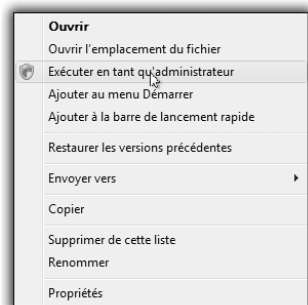 Ouvrir
Ouvrir l'emplacement du fichier
Exécuter en tant qu'administrateur
Ajouter au menu Démarrer
Ajouter à la barre de lancement rapide
Restaurer les versions précédentes
Envoyer vers
Copier
Supprimer de cette liste
Renommer
Propriétés